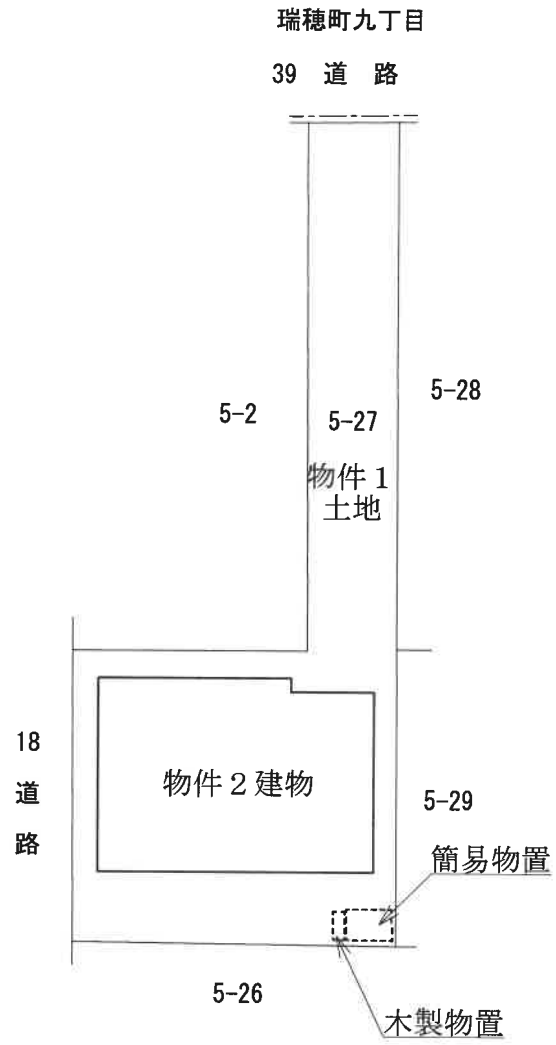 瑞穂町九丁目
39 道 路
5-28
5-2
5-27
物件1
土地
18
道
路
物件2建物
5-29
簡易物置
5-26
木製物置